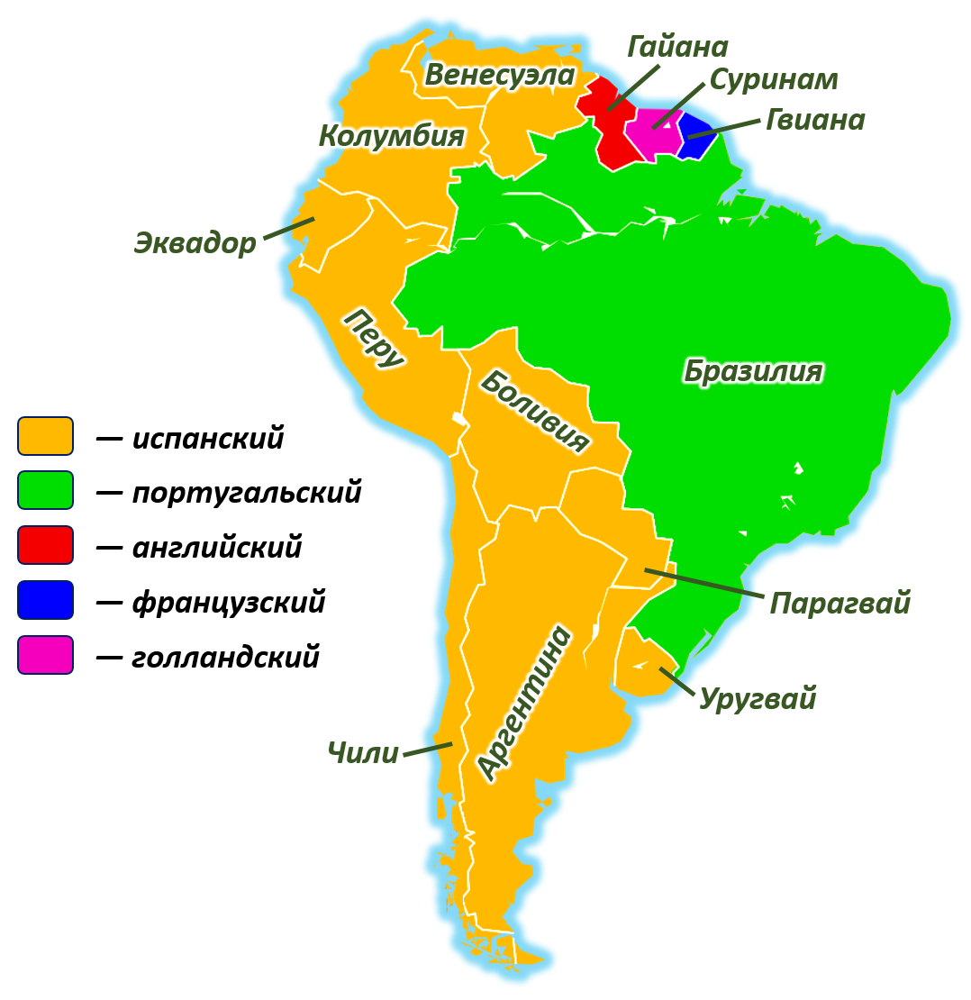 Гайана
Венесуэла
Суринам
Гвиана
Колумбия
Эквадор
Перу
Бразилия
Боливия
— испанский
— португальский
— английский
— французский
— голландский
Парагвай
Аргентина
Уругвай
Чили